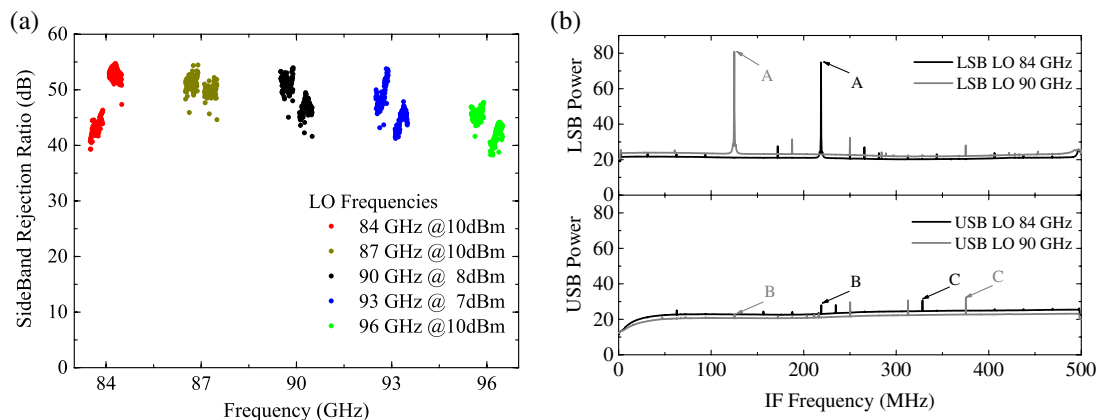 (a)
SideBand Rejection Ratio (dB)
60
50
40
30
20
10
0
LO Frequencies
84 GHz @10dBm
87 GHz @10dBm
90 GHz @ 8dBm
93 GHz @ 7dBm
96 GHz @10dBm
84
87
90
93
96
Frequency (GHz)
(b)
LSB Power
80
60
40
20
0
A
A
LSB LO 84 GHz
LSB LO 90 GHz
USB Power
80
60
40
20
0
B
B
C
C
USB LO 84 GHz
USB LO 90 GHz
0
100
200
300
400
500
IF Frequency (MHz)